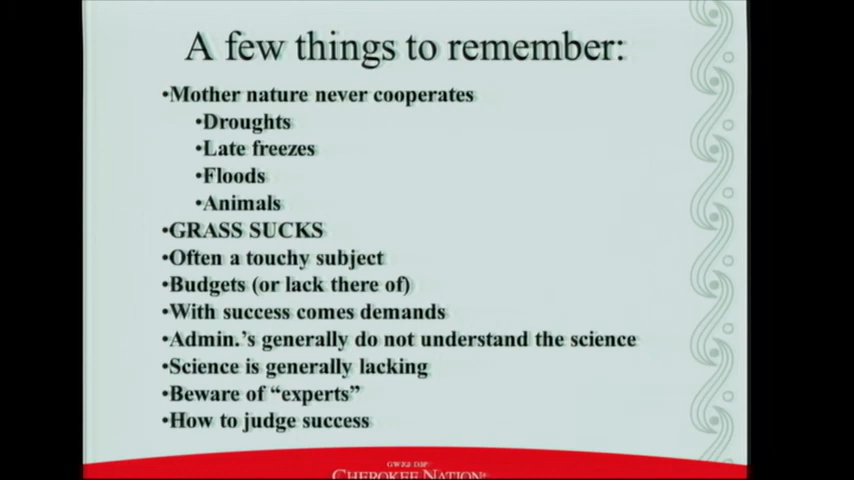 A few things to remember:
•Mother nature never cooperates
•Droughts
•Late freezes
•Floods
•Animals
•GRASS SUCKS
•Often a touchy subject
•Budgets (or lack there of)
•With success comes demands
•Admin.'s generally do not understand the science
•Science is generally lacking
•Beware of “experts”
•How to judge success
CHEROKEE NATION